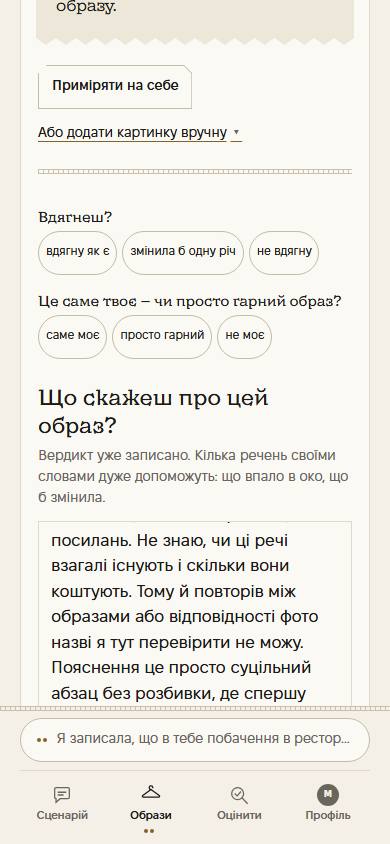 образу.
Приміряти на себе
Або додати картинку вручну ▾
Вдягнеш?
вдягну як є
змінила б одну річ
не вдягну
Це саме твоє – чи просто гарний образ?
саме моє
просто гарний
не моє
Що скажеш про цей
образ?
Вердикт уже записано. Кілька речень своїми
словами дуже допоможуть: що впало в око, що
б змінила.
посилань. Не знаю, чи ці речі
взагалі існують і скільки вони
коштують. Тому й повторів між
образами або відповідності фото
назві я тут перевірити не можу.
Пояснення це просто суцільний
абзац без розбивки, де спершу
Я записала, що в тебе побачення в рестор...
Сценарій
Образи
Оцінити
М
Профіль